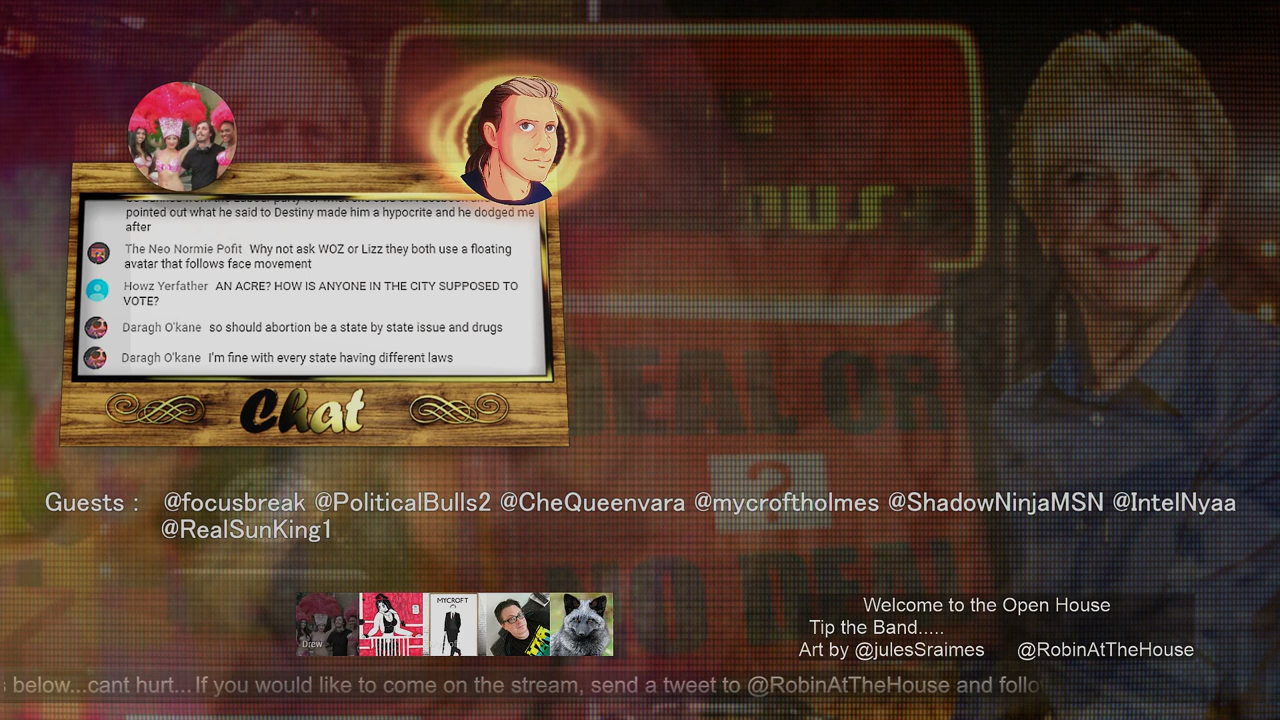 pointed out what he said to Destiny made him a hypocrite and he dodged me
after
The Neo Normie Pofit Why not ask WOZ or Lizz they both use a floating
avatar that follows face movement
Howz Yerfather AN ACRE? HOW IS ANYONE IN THE CITY SUPPOSED TO
VOTE?
Daragh O'kane so should abortion be a state by state issue and drugs
Daragh O'kane I'm fine with every state having different laws
Chat
DEAL OR
?
NO DEAL
Guests : @focusbreak @PoliticalBulls2 @CheQueenvara @mycroftholmes @ShadowNinjaMSN @IntelNyaa
@RealSunKing1
Drew
MYCROFT
Welcome to the Open House
Tip the Band.....
Art by @julesSraimes @RobinAtTheHouse
below...cant hurt... If you would like to come on the stream, send a tweet to @RobinAtTheHouse and follo